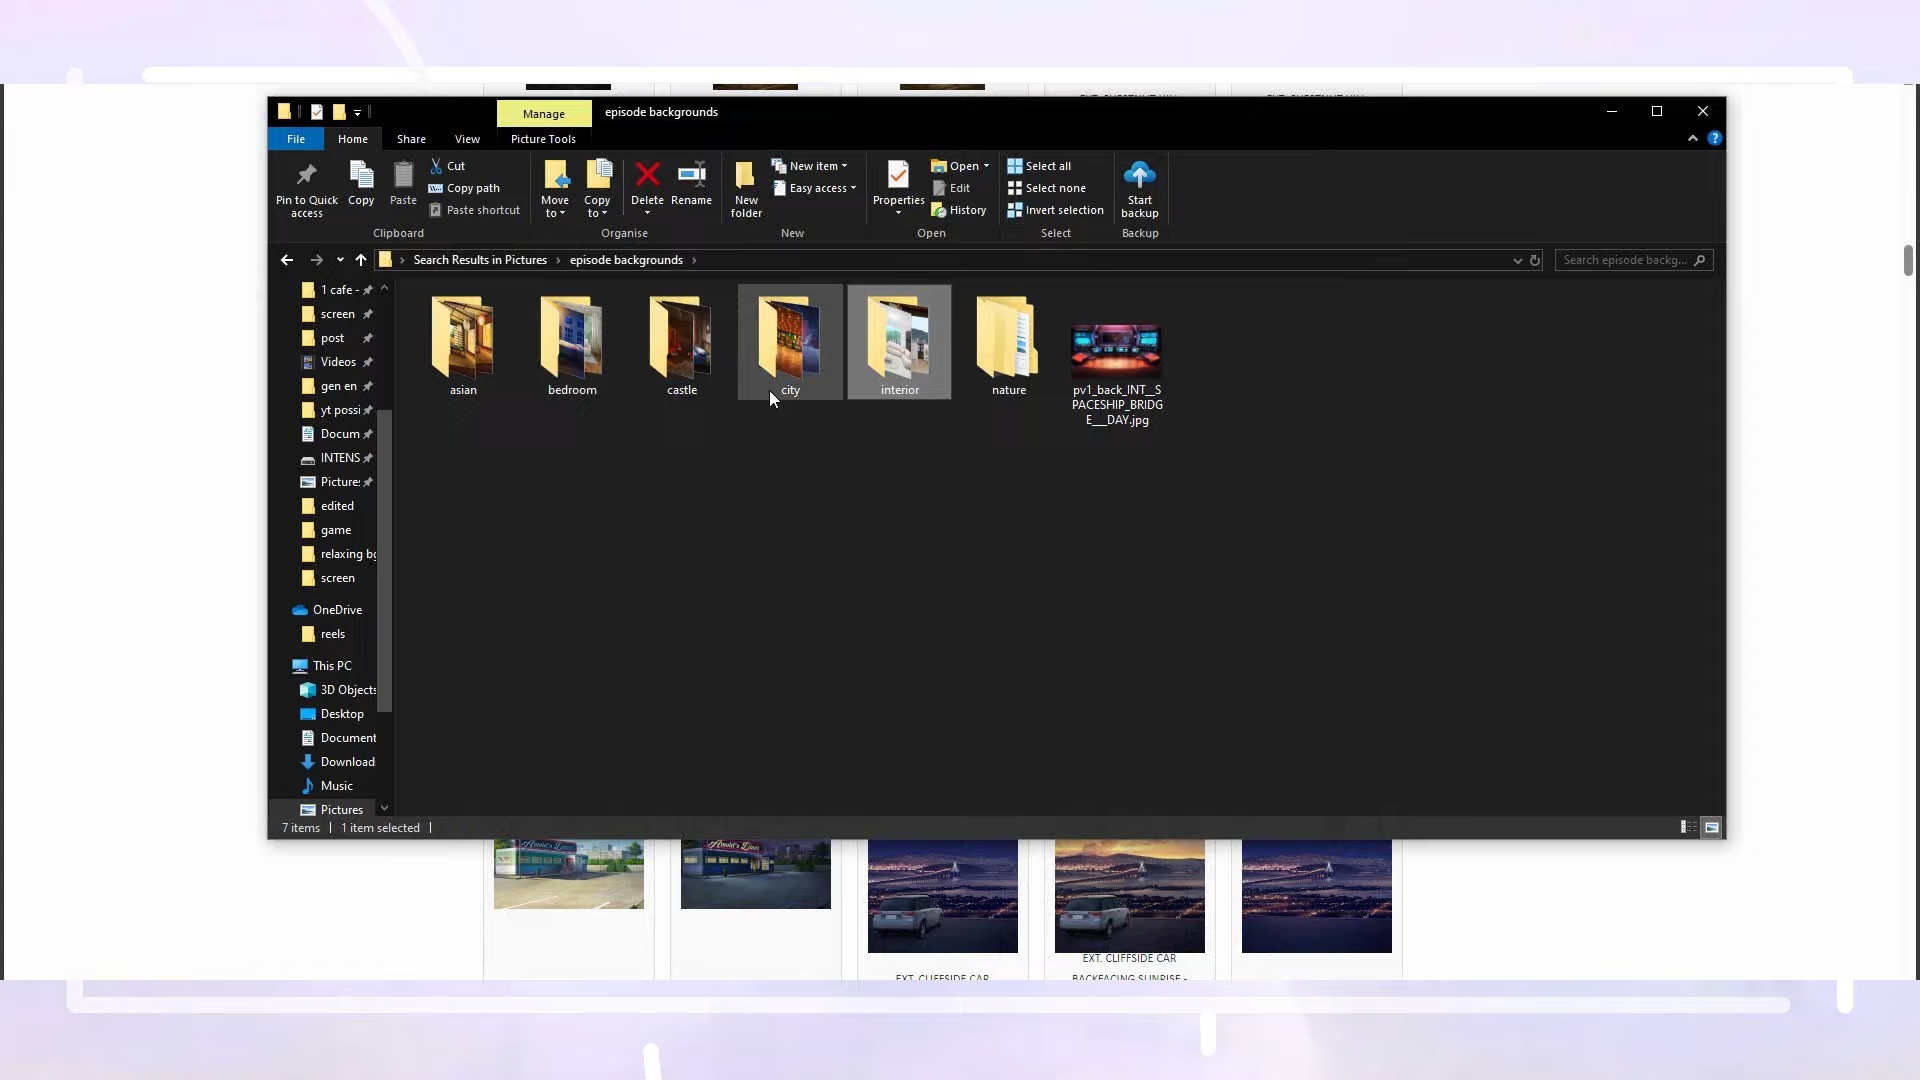 Manage
episode backgrounds
File
Home
Share
View
Picture Tools
Pin to Quick
access
Copy
Paste
Cut
Copy path
Paste shortcut
Clipboard
Move
to
Copy
to
Delete
Rename
Organise
New
folder
New item
Easy access
New
Properties
Open
Edit
History
Open
Select all
Select none
Invert selection
Select
Start
backup
Backup
Search Results in Pictures
episode backgrounds
Search episode backg...
1 cafe -
screen
post
Videos
gen en
yt possi
Docum
INTENS
Picture
edited
game
relaxing bg
screen
OneDrive
reels
This PC
3D Objects
Desktop
Document
Download
Music
Pictures
asian
bedroom
castle
city
interior
nature
pv1_back_INT__S
PACESHIP_BRIDG
E___DAY.jpg
7 items
1 item selected
Arnold's Diner
Arnold's Diner
EXT. CLIFFSIDE CAR
EXT. CLIFFSIDE CAR
BACKFACING SUNRISE -